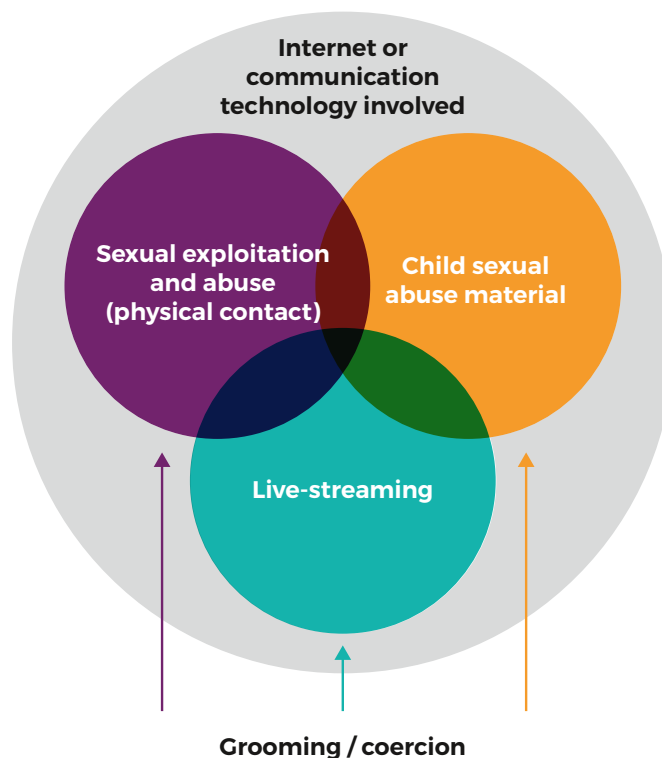 Internet or
communication
technology involved
Sexual exploitation
and abuse
(physical contact)
Child sexual
abuse material
Live-streaming
Grooming / coercion